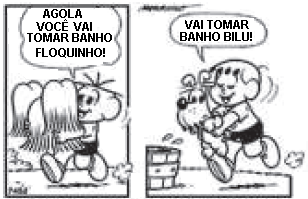 AGOLA
VOCÊ VAI
TOMAR BANHO
FLOQUINHO!
VAI TOMAR
BANHO BILU!